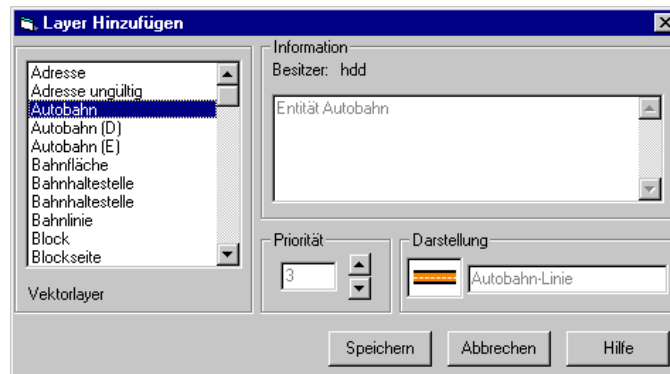 Layer Hinzufügen
Adresse
Adresse ungültig
Autobahn
Autobahn (D)
Autobahn (E)
Bahnfläche
Bahnhaltestelle
Bahnhaltestelle
Bahnlinie
Block
Blockseite
Vektorlayer
Information
Besitzer: hdd
Entität Autobahn
Priorität
3
Darstellung
Autobahn-Linie
Speichern
Abbrechen
Hilfe